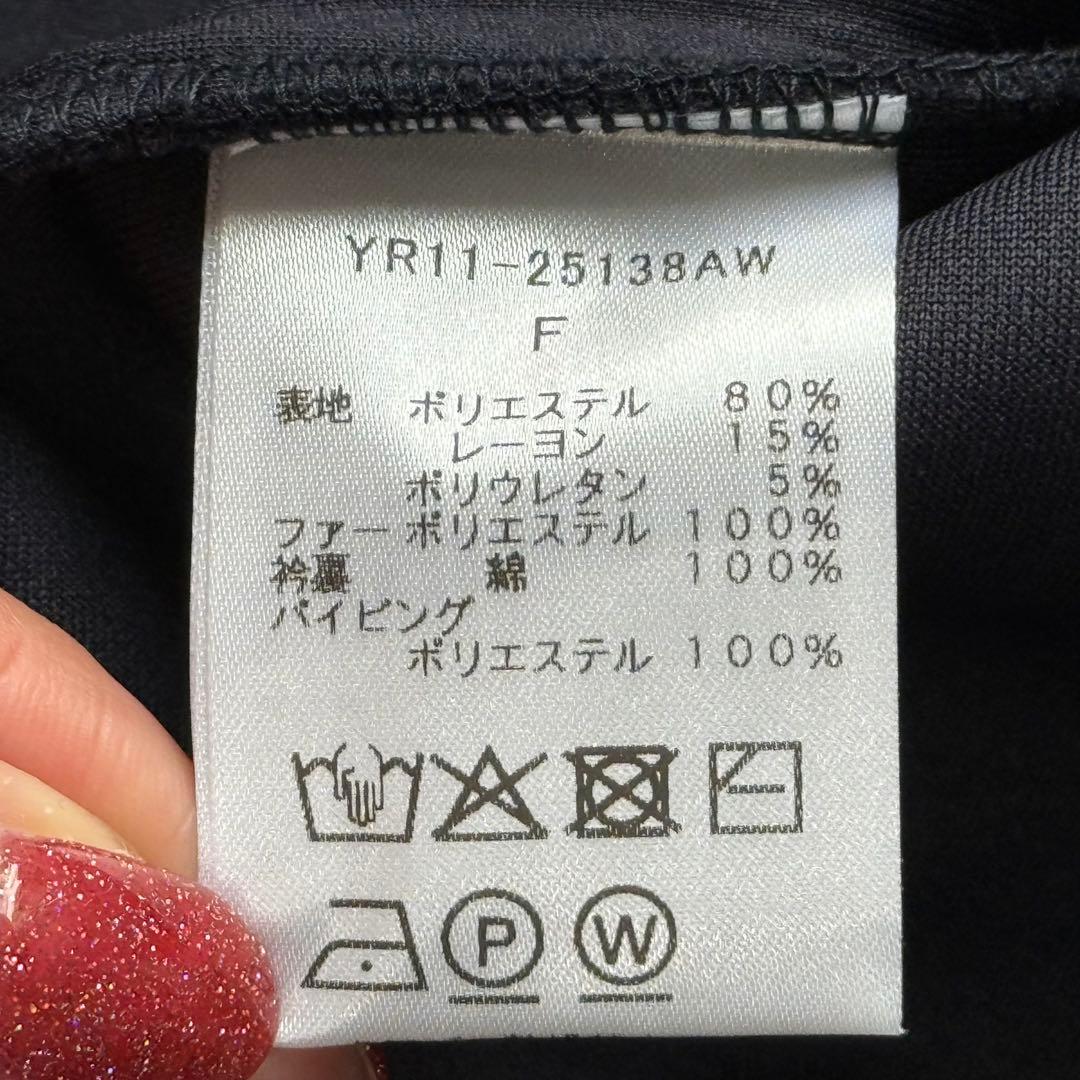 YR11-25138AW
F
表地 ポリエステル 80%
レーヨン 15%
ポリウレタン 5%
ファー ポリエステル 100%
衿裏 綿 100%
パイピング
ポリエステル 100%
P W